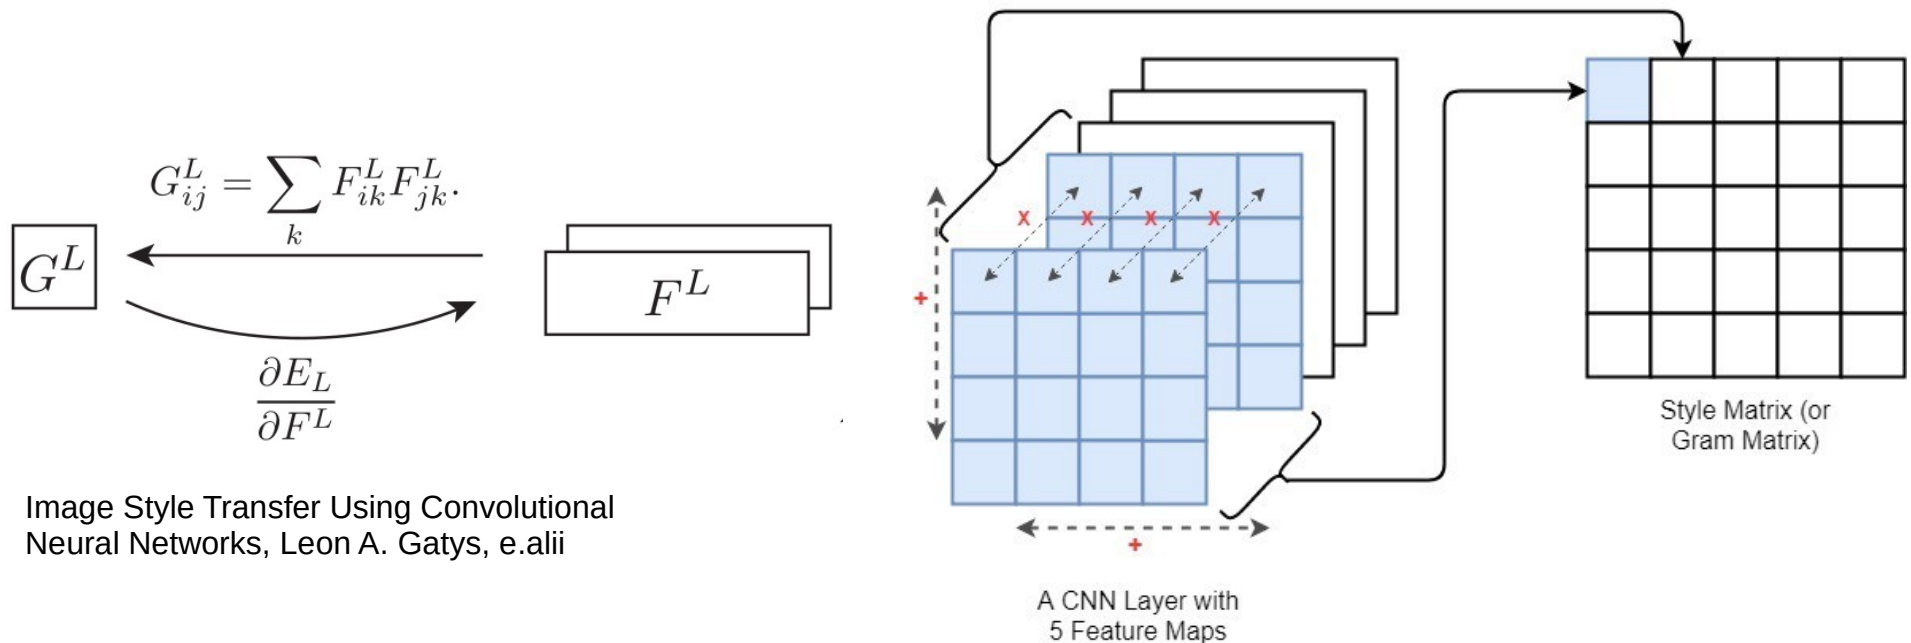 G^L_{ij} = \sum_k F^L_{ik} F^L_{jk}.
G^L
F^L
\frac{\partial E_L}{\partial F^L}
Image Style Transfer Using Convolutional
Neural Networks, Leon A. Gatys, e.alii
x x x x
+
+
A CNN Layer with
5 Feature Maps
Style Matrix (or
Gram Matrix)